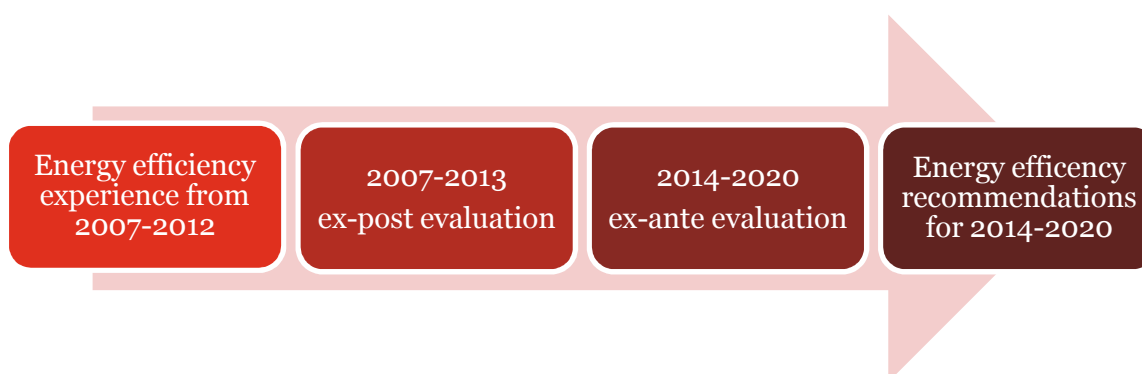 Energy efficiency
experience from
2007-2012
2007-2013
ex-post evaluation
2014-2020
ex-ante evaluation
Energy efficency
recommendations
for 2014-2020